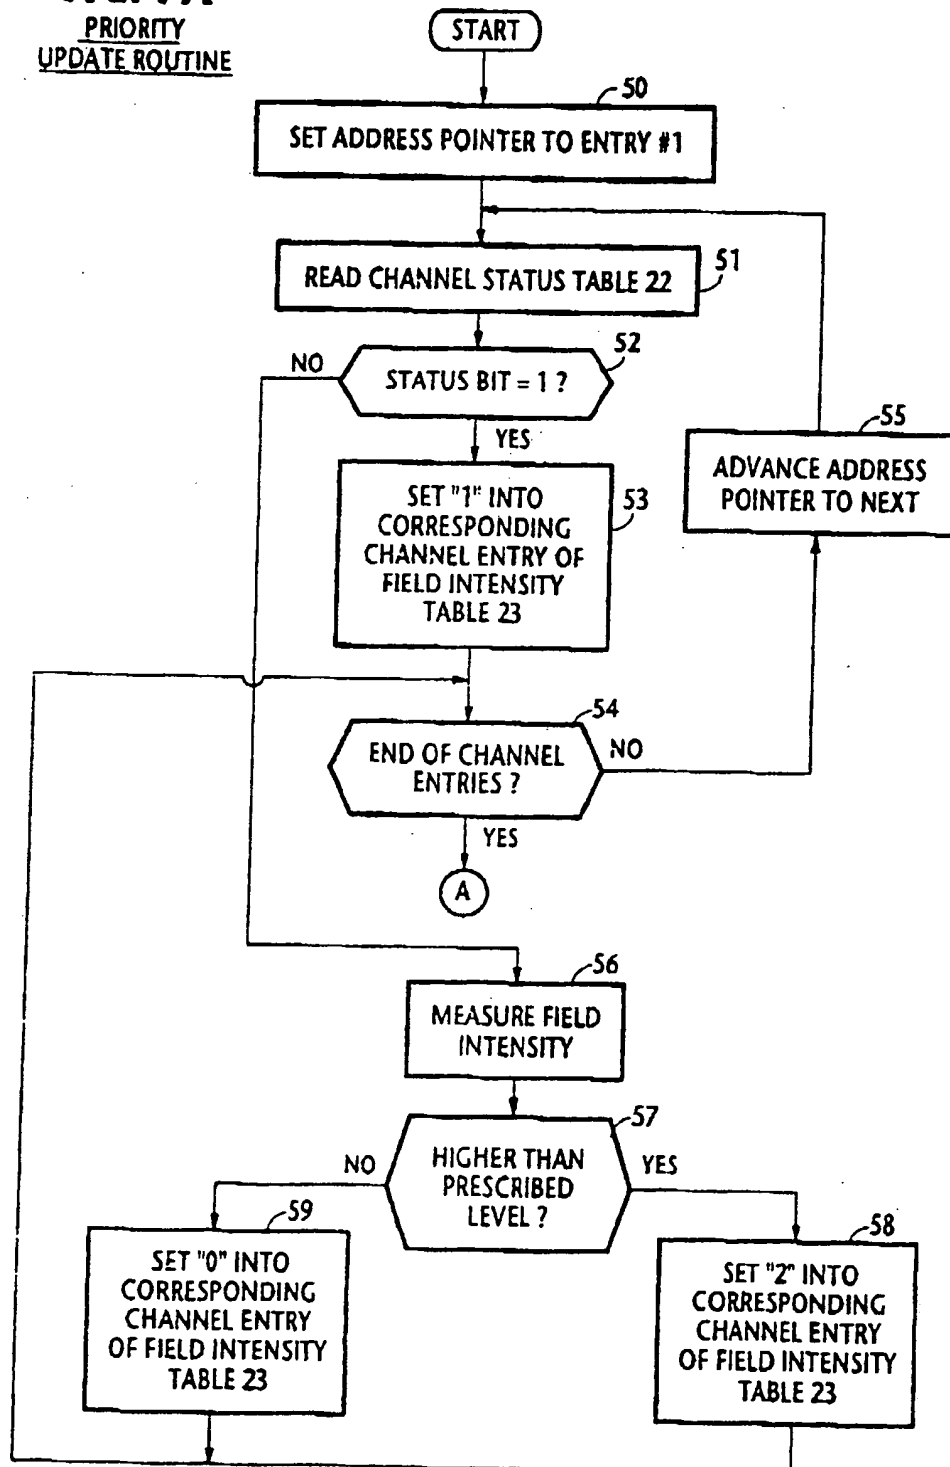 PRIORITY
UPDATE ROUTINE
START
50
SET ADDRESS POINTER TO ENTRY #1
READ CHANNEL STATUS TABLE 22
51
52
NO
STATUS BIT = 1 ?
YES
55
ADVANCE ADDRESS
POINTER TO NEXT
SET "1" INTO
CORRESPONDING
CHANNEL ENTRY OF
FIELD INTENSITY
TABLE 23
53
54
END OF CHANNEL
ENTRIES ?
NO
YES
A
56
MEASURE FIELD
INTENSITY
57
HIGHER THAN
PRESCRIBED
LEVEL ?
NO
YES
59
SET "0" INTO
CORRESPONDING
CHANNEL ENTRY
OF FIELD INTENSITY
TABLE 23
58
SET "2" INTO
CORRESPONDING
CHANNEL ENTRY
OF FIELD INTENSITY
TABLE 23